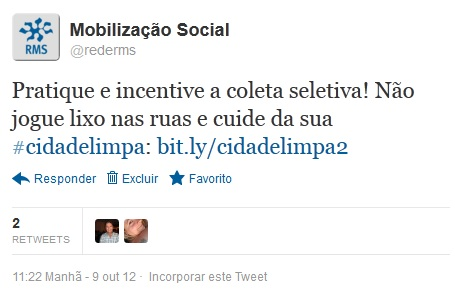 RMS
Mobilização Social
@rederms
Pratique e incentive a coleta seletiva! Não
jogue lixo nas ruas e cuide da sua
#cidadelimpa: bit.ly/cidadelimpa2
Responder Excluir Favorito
2
RETWEETS
11:22 Manhã - 9 out 12 · Incorporar este Tweet